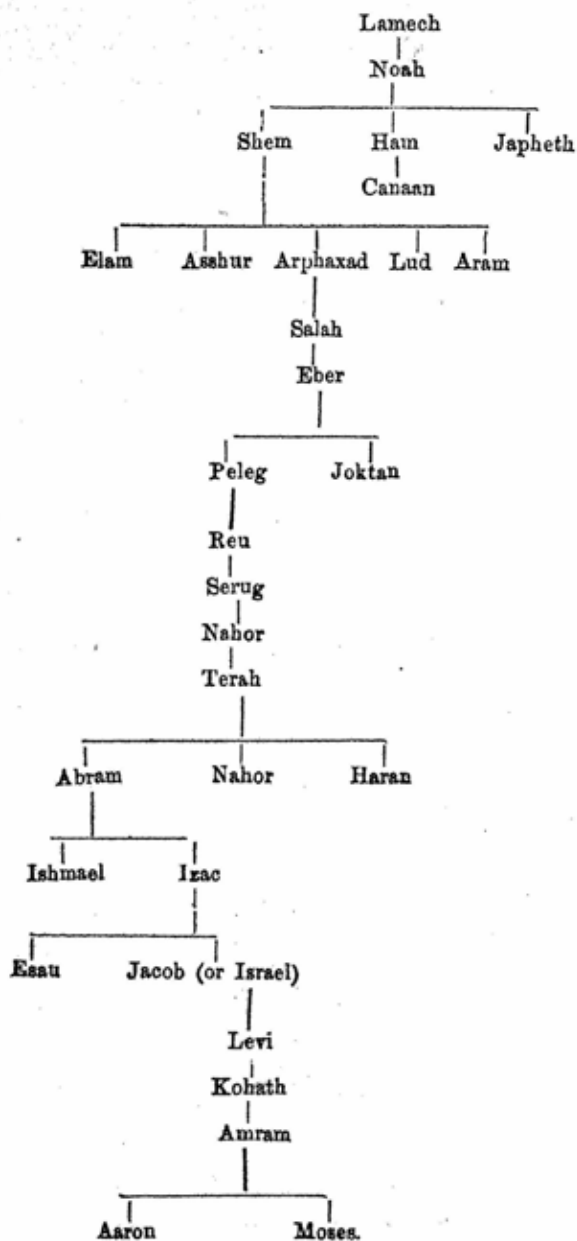 Lamech
Noah
Shem Ham Japheth
Canaan
Elam Asshur Arphaxad Lud Aram
Salah
Eber
Peleg Joktan
Reu
Serug
Nahor
Terah
Abram Nahor Haran
Ishmael Izac
Esau Jacob (or Israel)
Levi
Kohath
Amram
Aaron Moses.